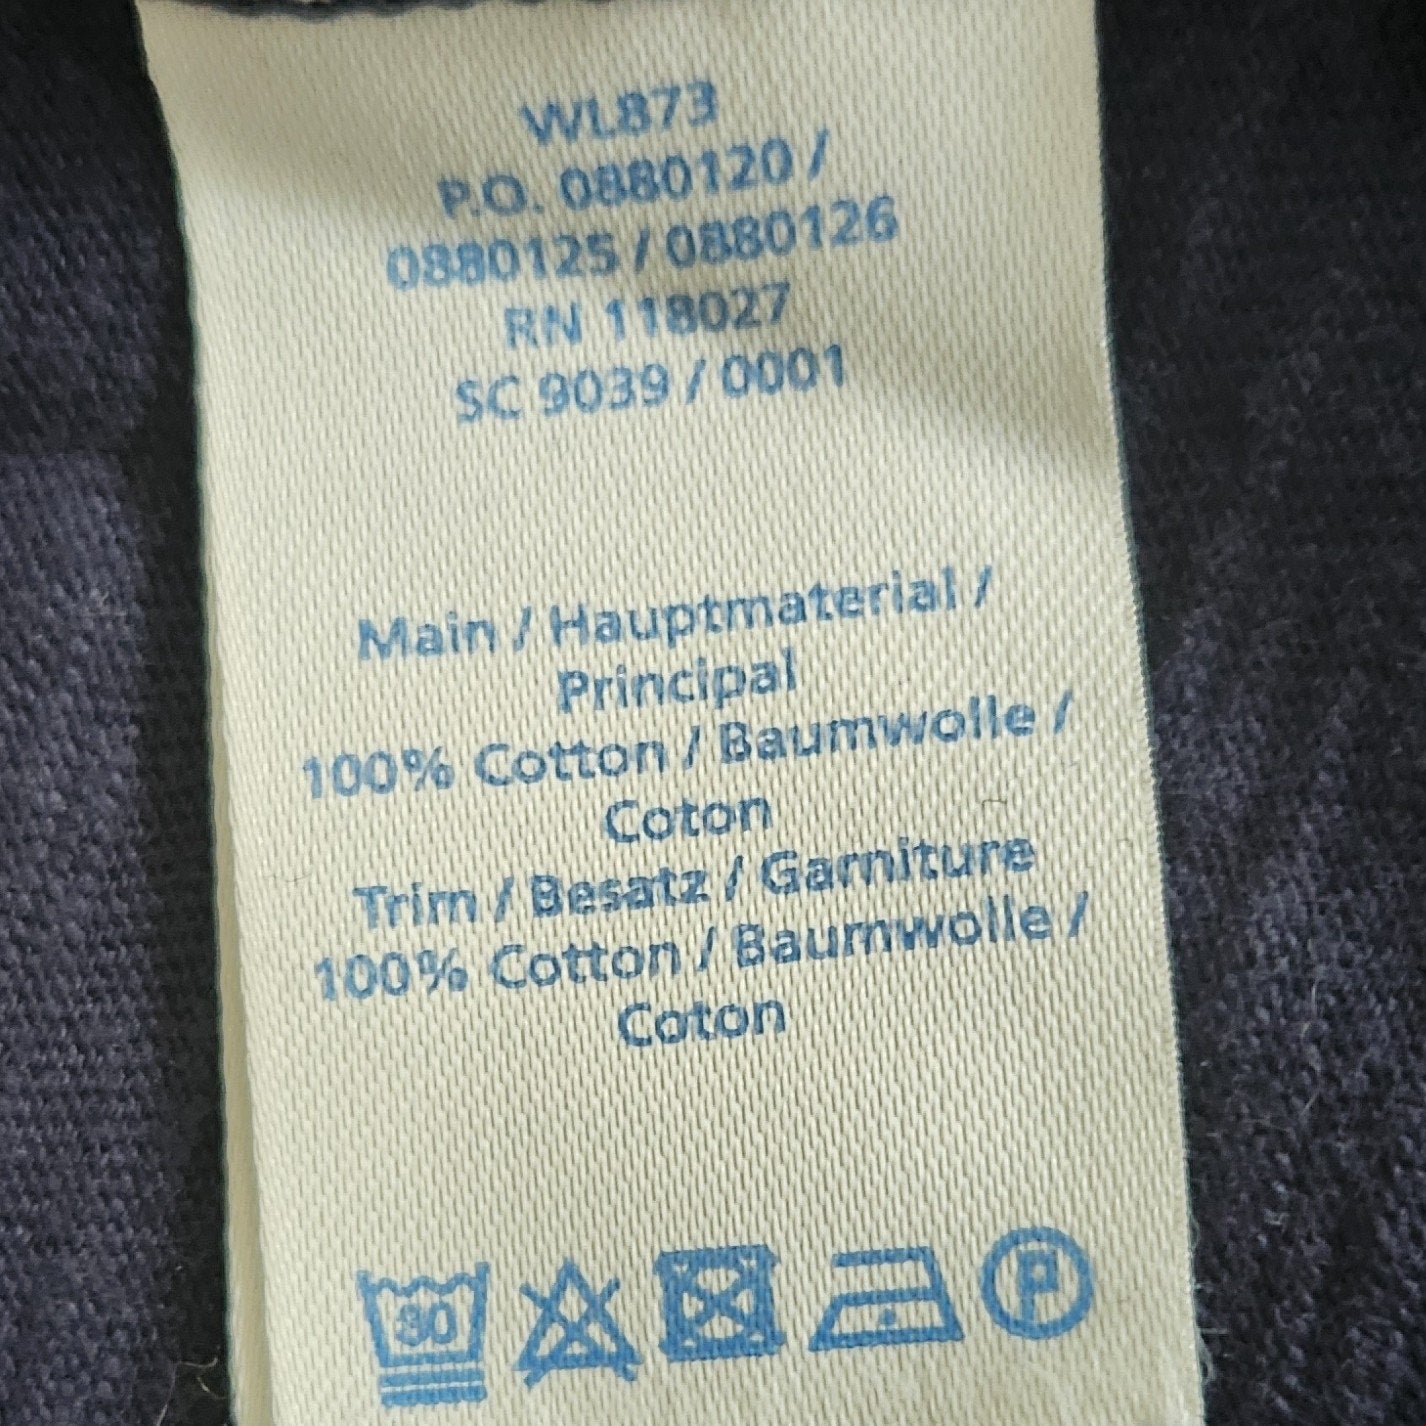 WL873
P.O. 0880120 /
0880125 / 0880126
RN 118027
SC 9039 / 0001
Main / Hauptmaterial /
Principal
100% Cotton / Baumwolle /
Coton
Trim / Besatz / Garniture
100% Cotton / Baumwolle /
Coton
30
P